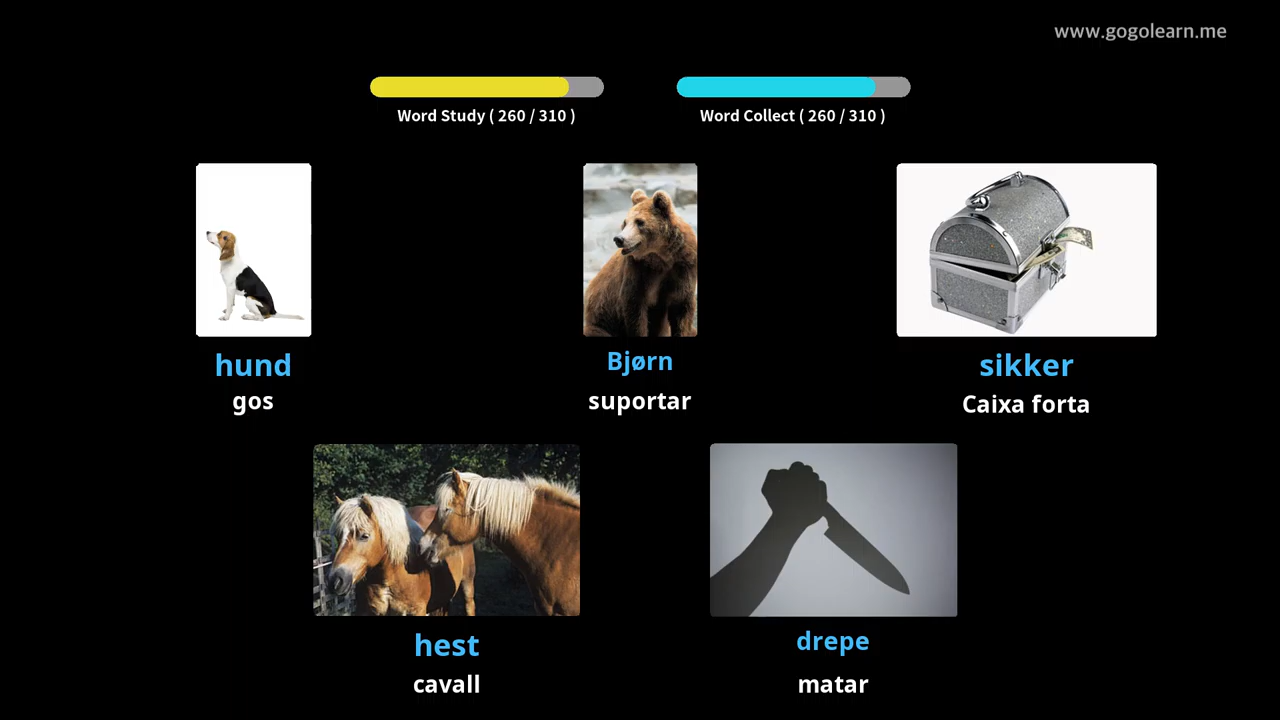 www.gogolearn.me
Word Study ( 260 / 310 )
Word Collect ( 260 / 310 )
hund
gos
Bjørn
suportar
sikker
Caixa forta
hest
cavall
drepe
matar